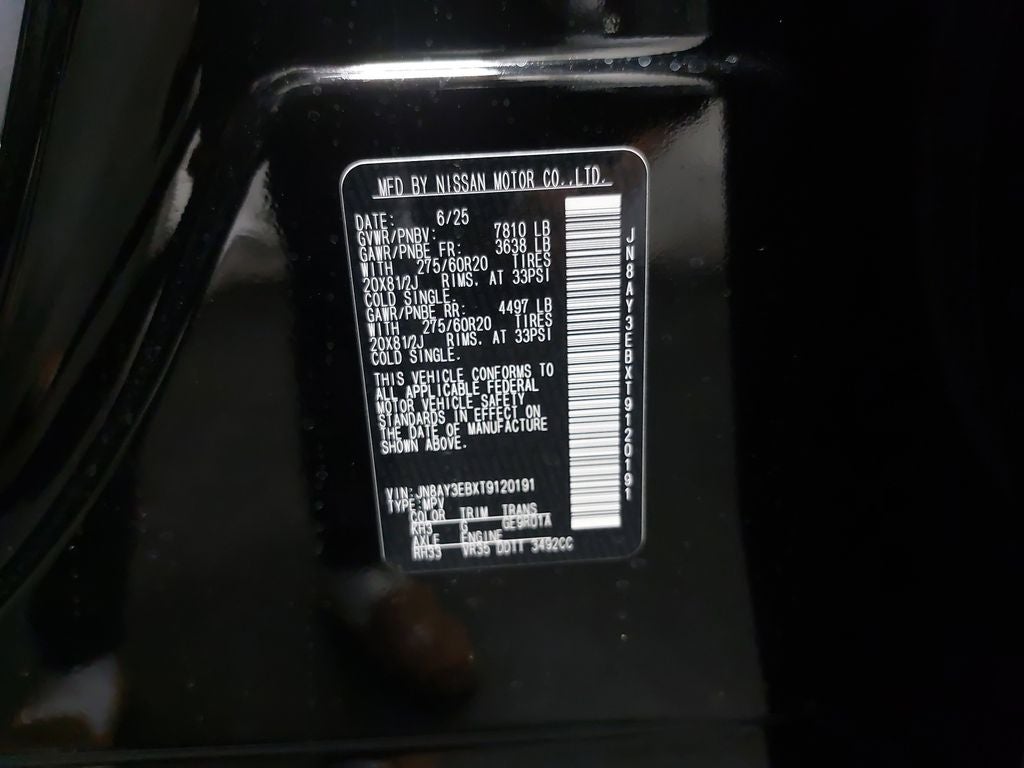 MFD BY NISSAN MOTOR CO.,LTD.
DATE: 6/25
GVWR/PNBV: 7810 LB
GAWR/PNBE FR: 3638 LB
WITH 275/60R20 TIRES
20X81/2J RIMS. AT 33PSI
COLD SINGLE.
GAWR/PNBE RR: 4497 LB
WITH 275/60R20 TIRES
20X81/2J RIMS. AT 33PSI
COLD SINGLE.
THIS VEHICLE CONFORMS TO
ALL APPLICABLE FEDERAL
MOTOR VEHICLE SAFETY
STANDARDS IN EFFECT ON
THE DATE OF MANUFACTURE
SHOWN ABOVE.
VIN:JN8AY3EBXT9120191
TYPE:MPV
COLOR TRIM TRANS
KH3 G GE9R01A
AXLE ENGINE
RH33 VR35 DDTT 3492CC
JN8AY3EBXT9120191